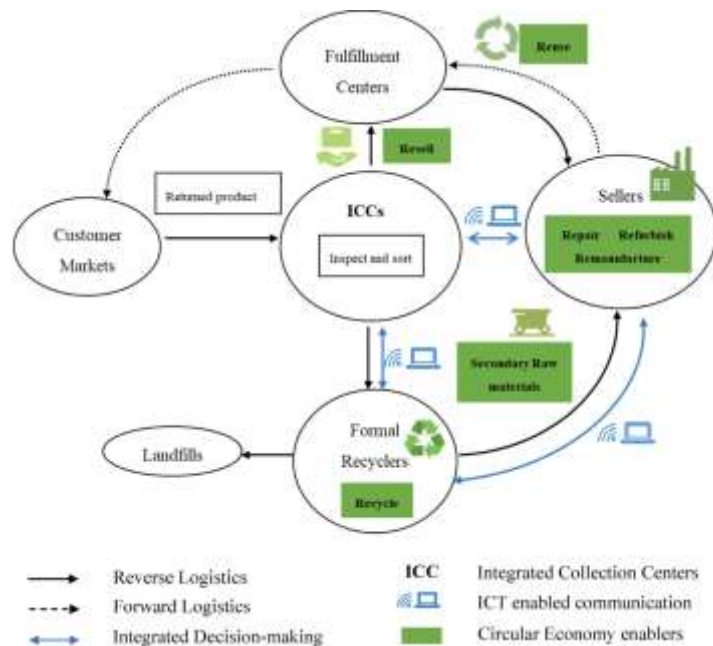 Fulfillment
Centers
Reuse
Resell
Sellers
Returned product
ICCs
Customer
Markets
Inspect and sort
Repair Refurbish
Remanufacture
Secondary Raw
materials
Formal
Recyclers
Landfills
Recycle
Reverse Logistics
ICC Integrated Collection Centers
Forward Logistics
ICT enabled communication
Integrated Decision-making
Circular Economy enablers